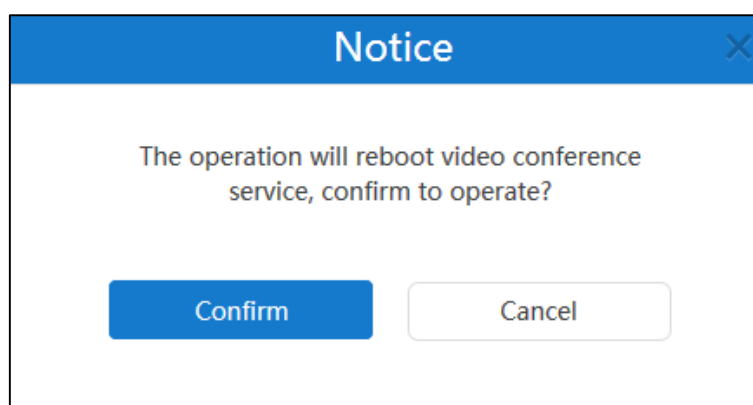 Notice
The operation will reboot video conference
service, confirm to operate?
Confirm
Cancel